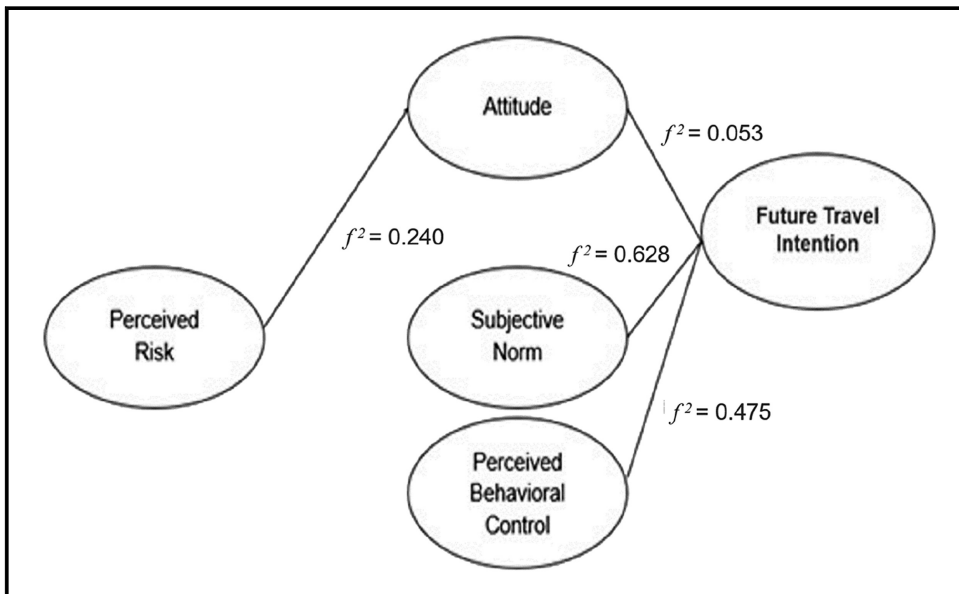 Attitude
f² = 0.053
Future Travel
Intention
f² = 0.240
f² = 0.628
Perceived
Risk
Subjective
Norm
f² = 0.475
Perceived
Behavioral
Control